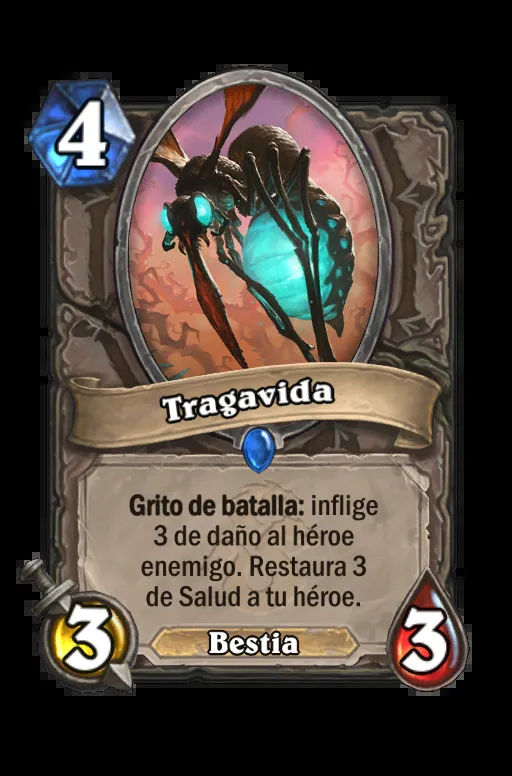 4
Tragavida
Grito de batalla: inflige
3 de daño al héroe
enemigo. Restaura 3
de Salud a tu héroe.
3
Bestia
3